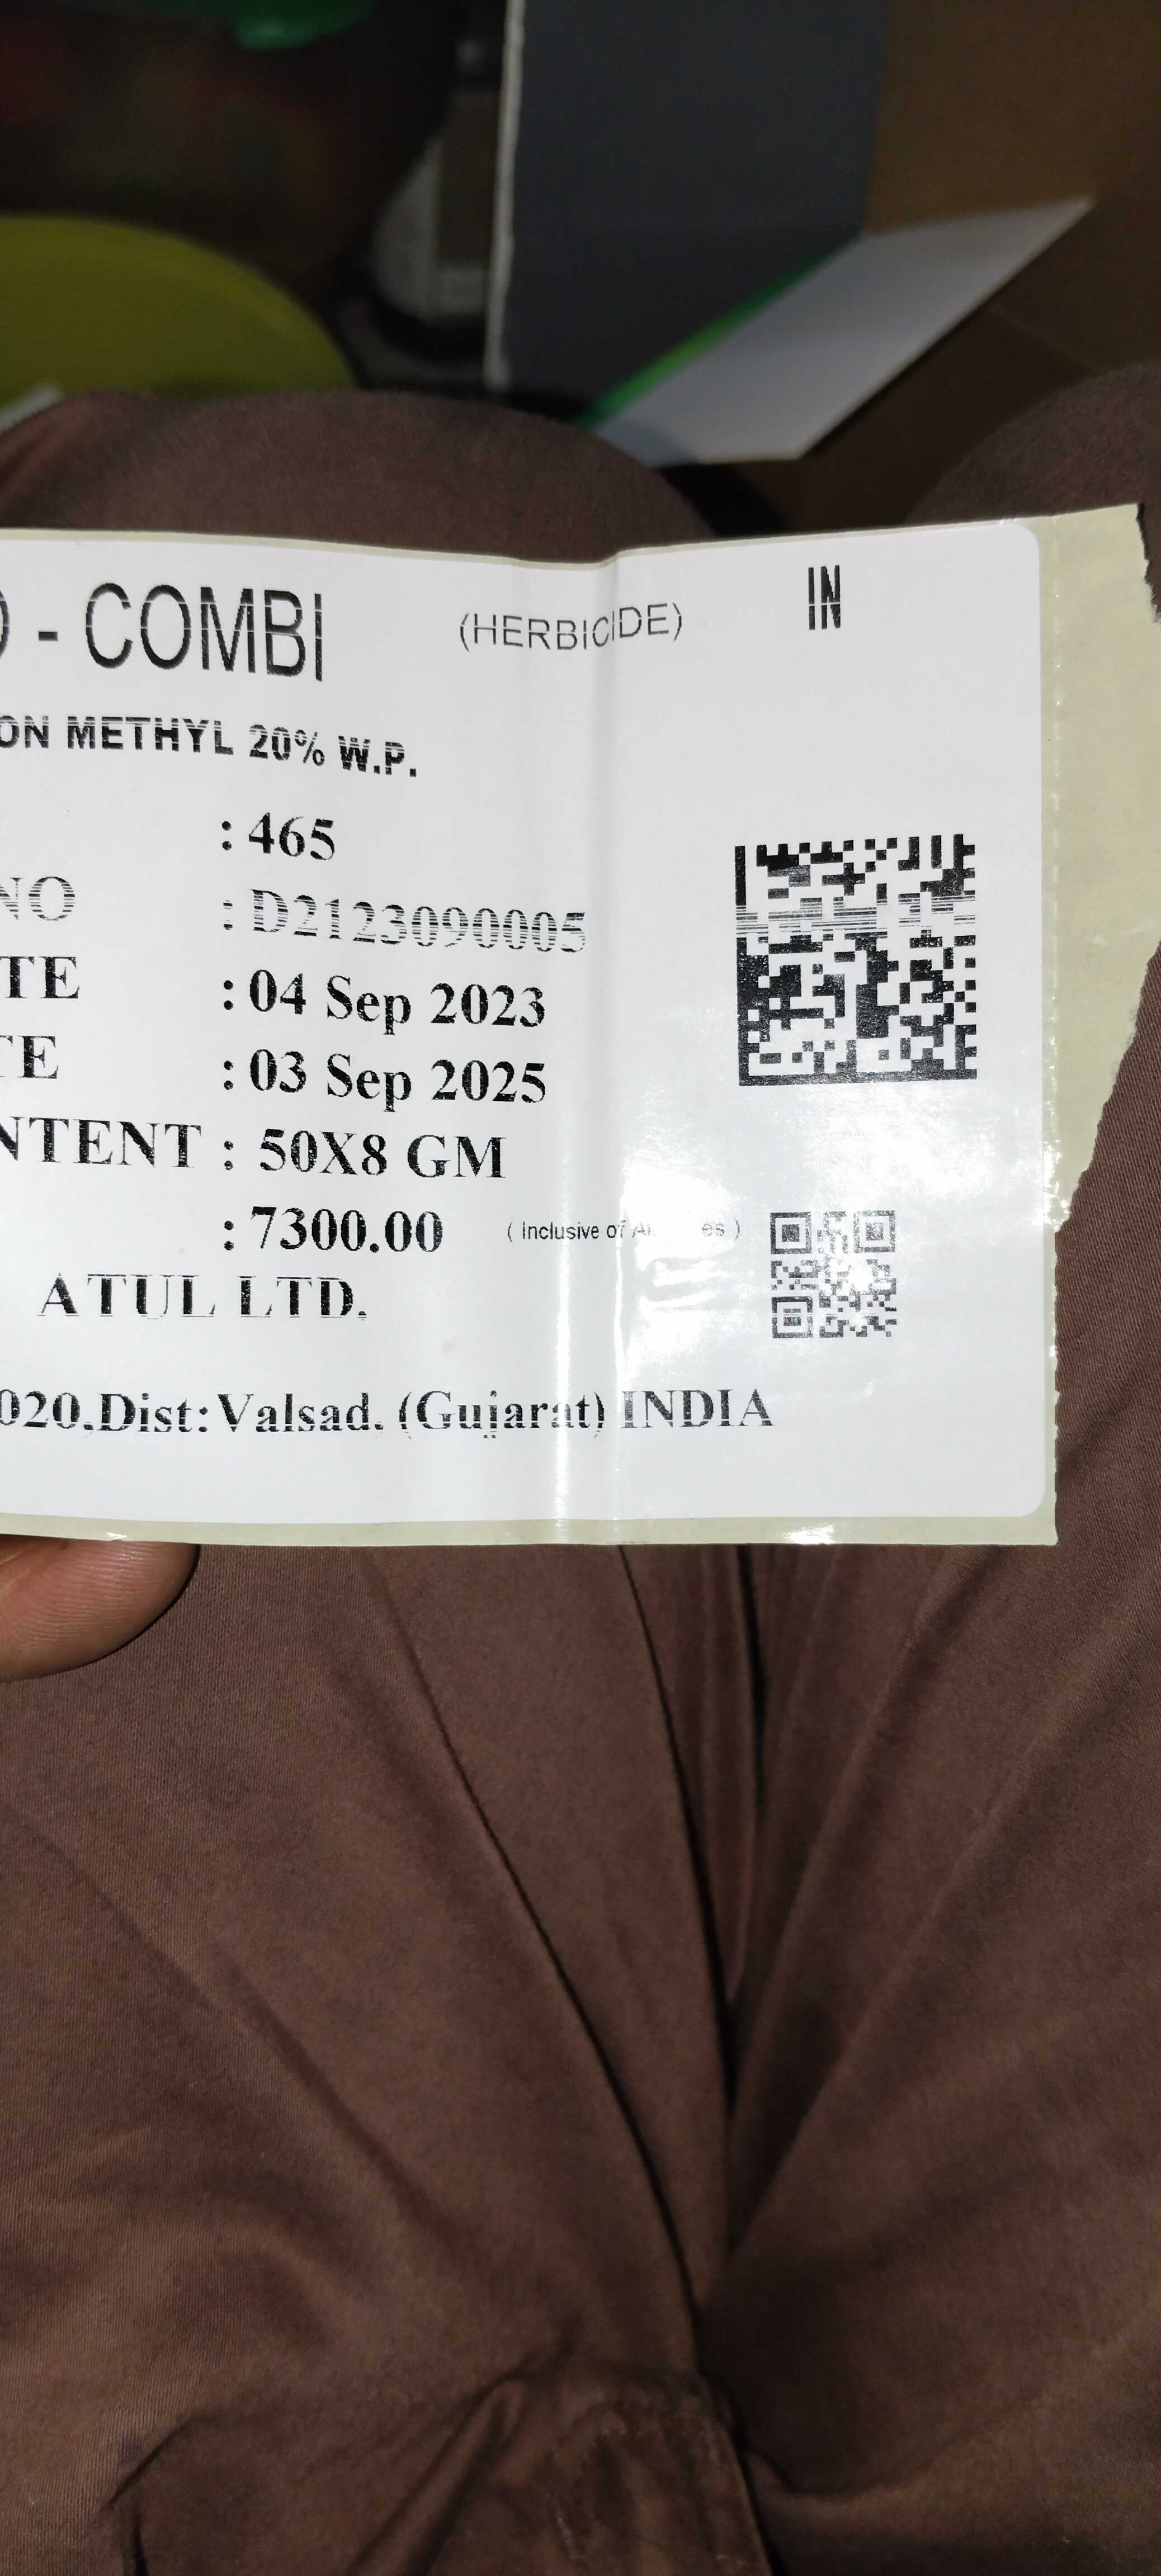 - COMBI (HERBICIDE) IN
ON METHYL 20% W.P.
: 465
NO : D2123090005
TE : 04 Sep 2023
TE : 03 Sep 2025
NTENT : 50X8 GM
: 7300.00 ( Inclusive of
ATUL LTD.
020.Dist: Valsad. (Gujarat) INDIA